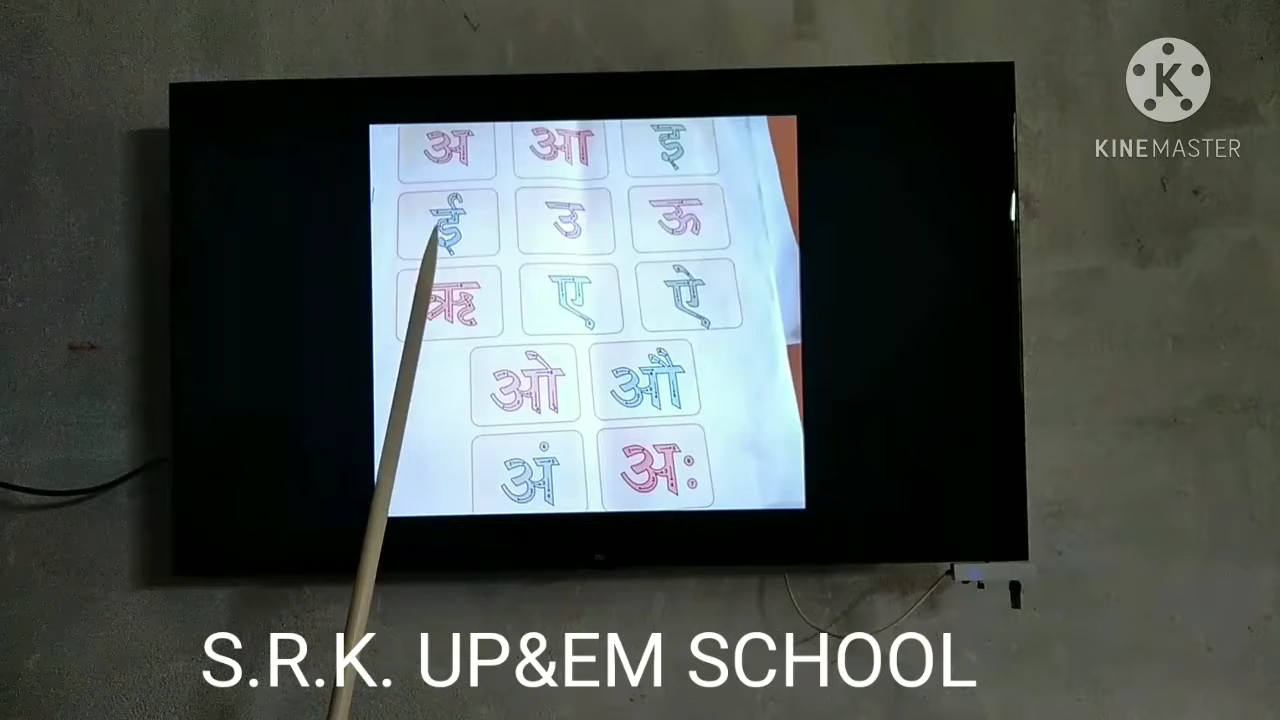 K
KINEMASTER
अ आ इ
ई उ ऊ
ऋ ए ऐ
ओ औ
अं अः
S.R.K. UP&EM SCHOOL